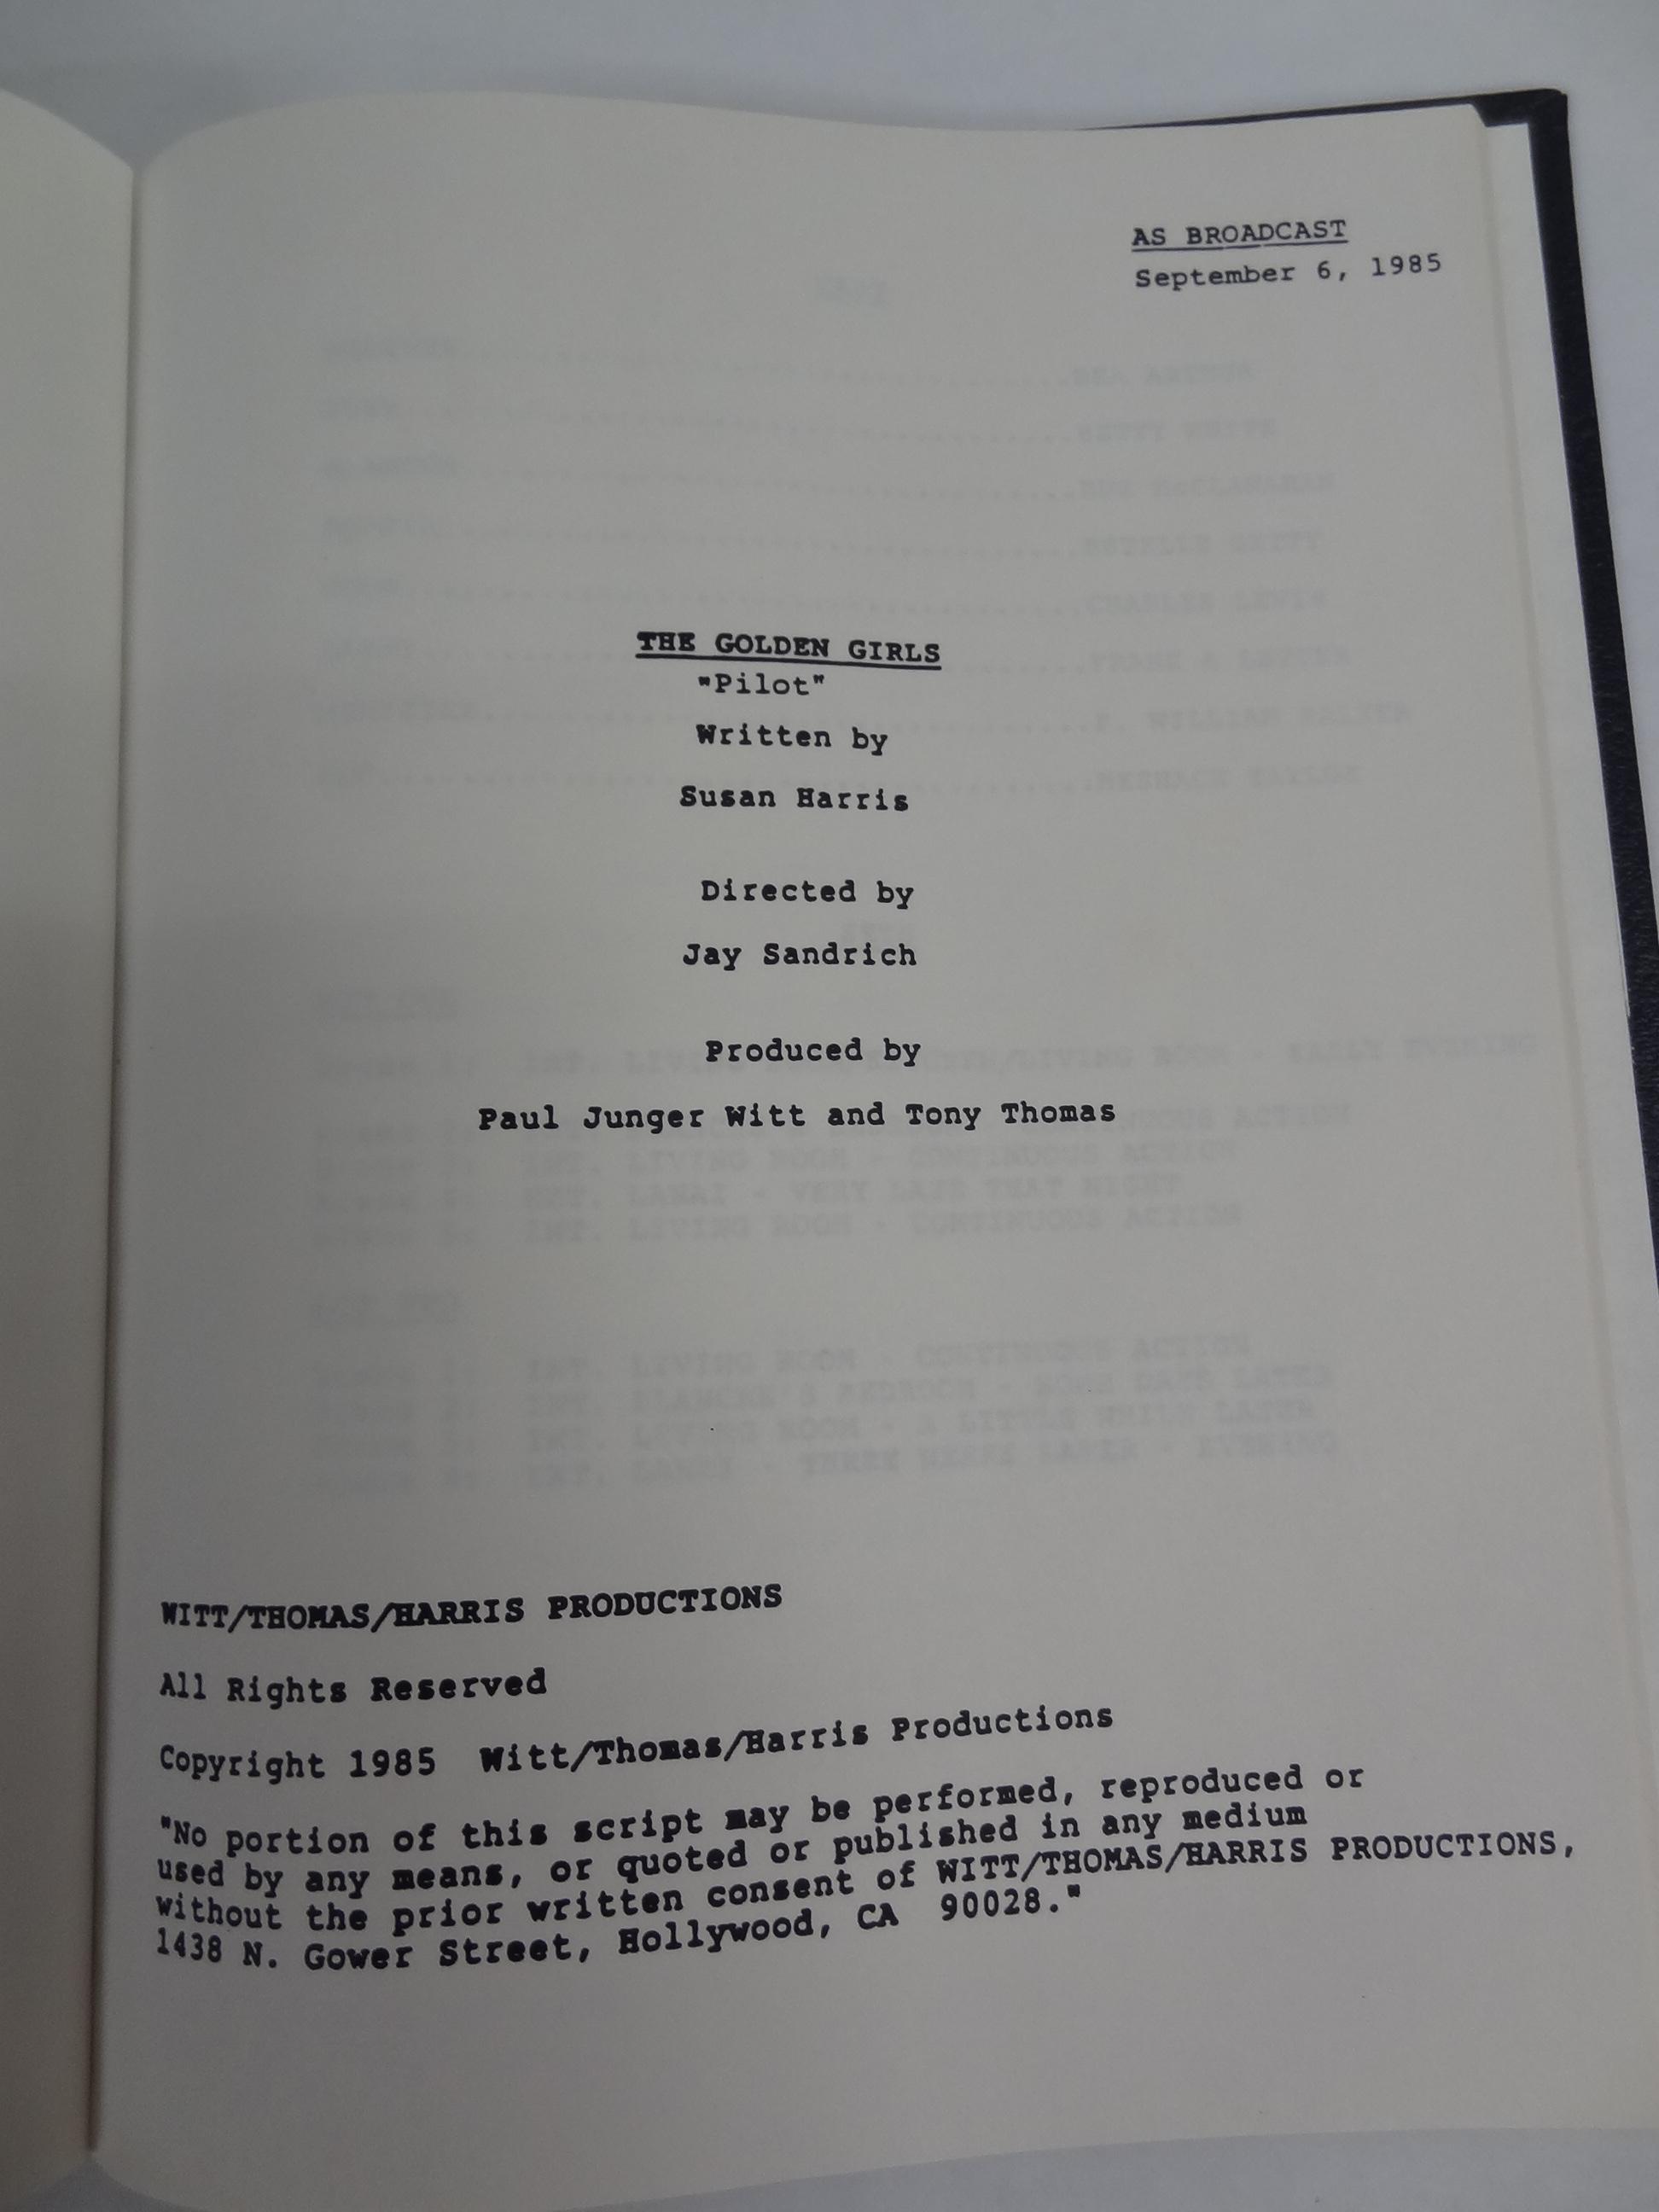 AS BROADCAST
September 6, 1985
THE GOLDEN GIRLS
"Pilot"
Written by
Susan Harris
Directed by
Jay Sandrich
Produced by
Paul Junger Witt and Tony Thomas
WITT/THOMAS/HARRIS PRODUCTIONS
All Rights Reserved
Copyright 1985 Witt/Thomas/Harris Productions
"No portion of this script may be performed, reproduced or
used by any means, or quoted or published in any medium
without the prior written consent of WITT/THOMAS/HARRIS PRODUCTIONS,
1438 N. Gower Street, Hollywood, CA 90028."